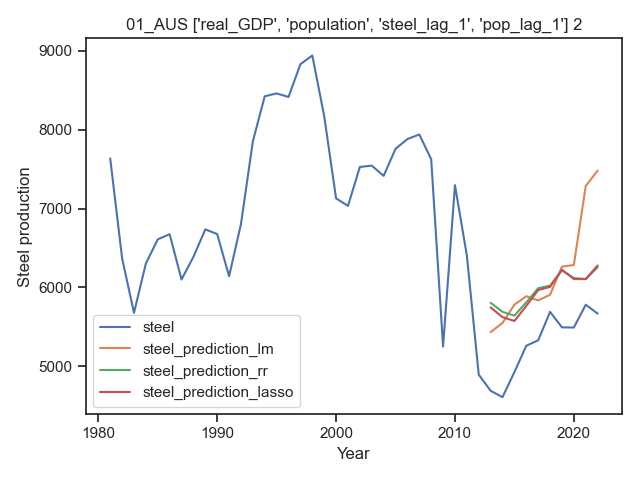 01_AUS ['real_GDP', 'population', 'steel_lag_1', 'pop_lag_1'] 2
9000
8000
7000
6000
5000
Steel production
steel
steel_prediction_lm
steel_prediction_rr
steel_prediction_lasso
1980 1990 2000 2010 2020
Year